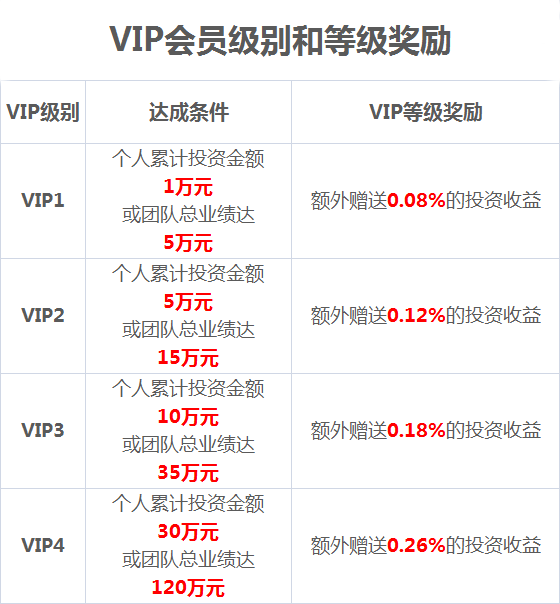 VIP会员级别和等级奖励
VIP级别 达成条件 VIP等级奖励
VIP1
个人累计投资金额
1万元
或团队总业绩达
5万元
额外赠送0.08%的投资收益
VIP2
个人累计投资金额
5万元
或团队总业绩达
15万元
额外赠送0.12%的投资收益
VIP3
个人累计投资金额
10万元
或团队总业绩达
35万元
额外赠送0.18%的投资收益
VIP4
个人累计投资金额
30万元
或团队总业绩达
120万元
额外赠送0.26%的投资收益